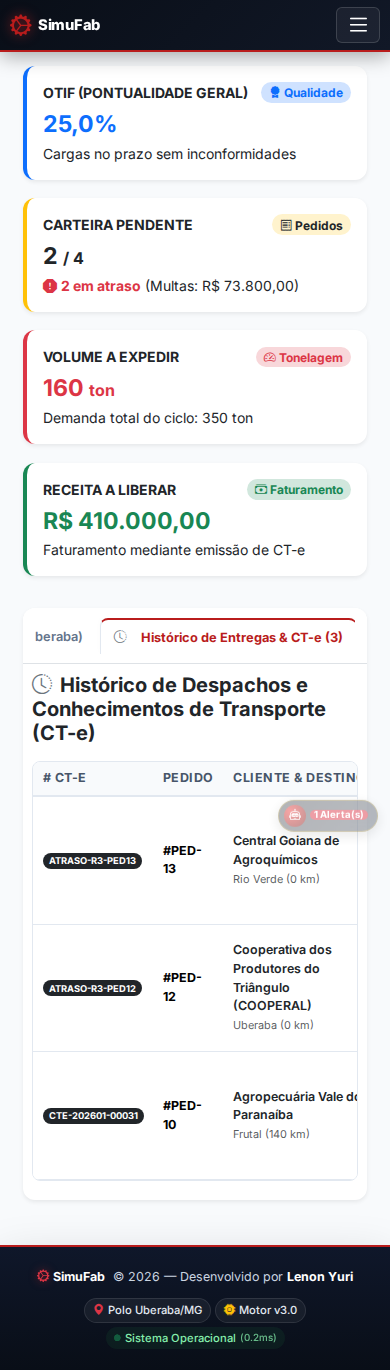 SimuFab
OTIF (PONTUALIDADE GERAL)
Qualidade
25,0%
Cargas no prazo sem inconformidades
CARTEIRA PENDENTE
Pedidos
2 / 4
2 em atraso (Multas: R$ 73.800,00)
VOLUME A EXPEDIR
Tonelagem
160 ton
Demanda total do ciclo: 350 ton
RECEITA A LIBERAR
Faturamento
R$ 410.000,00
Faturamento mediante emissão de CT-e
beraba)
Histórico de Entregas & CT-e (3)
Histórico de Despachos e
Conhecimentos de Transporte
(CT-e)
# CT-E PEDIDO CLIENTE & DESTIN
1 Alerta(s)
ATRASO-R3-PED13
#PED-
13
Central Goiana de
Agroquímicos
Rio Verde (0 km)
ATRASO-R3-PED12
#PED-
12
Cooperativa dos
Produtores do
Triângulo
(COOPERAL)
Uberaba (0 km)
CTE-202601-00031
#PED-
10
Agropecuária Vale do
Paranaíba
Frutal (140 km)
SimuFab © 2026 — Desenvolvido por Lenon Yuri
Polo Uberaba/MG
Motor v3.0
Sistema Operacional (0.2ms)